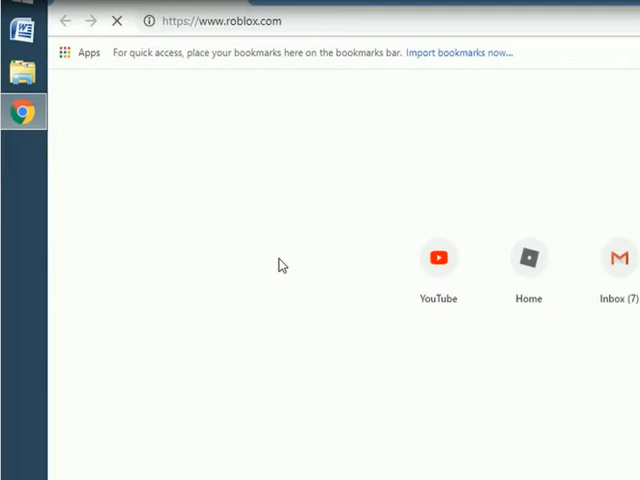 https://www.roblox.com
Apps For quick access, place your bookmarks here on the bookmarks bar. Import bookmarks now...
YouTube Home Inbox (7)